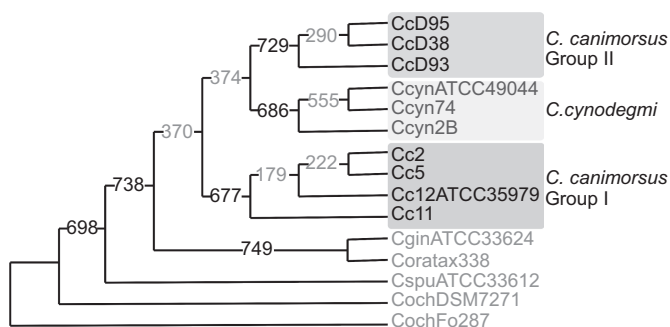 CcD95
290
CcD38
C. canimorsus
Group II
729
CcD93
374
CcynATCC49044
555
Ccyn74
C.cynodegmi
686
Ccyn2B
370
Cc2
222
Cc5
179
C. canimorsus
Group I
738
677
Cc12ATCC35979
Cc11
698
CginATCC33624
749
Coratax338
CspuATCC33612
CochDSM7271
CochFo287